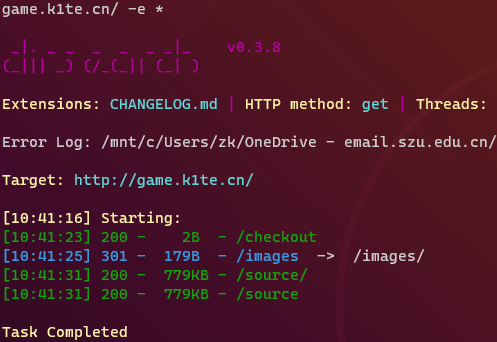 game.k1te.cn/ -e *
_|. _ _  _  _  _ _|_    v0.3.8
(_||| _) (/_(_|| (_| )
Extensions: CHANGELOG.md | HTTP method: get | Threads:
Error Log: /mnt/c/Users/zk/OneDrive - email.szu.edu.cn/
Target: http://game.k1te.cn/
[10:41:16] Starting:
[10:41:23] 200 -    2B  - /checkout
[10:41:25] 301 -  179B  - /images  ->  /images/
[10:41:31] 200 -  779kB - /source/
[10:41:31] 200 -  779kB - /source
Task Completed